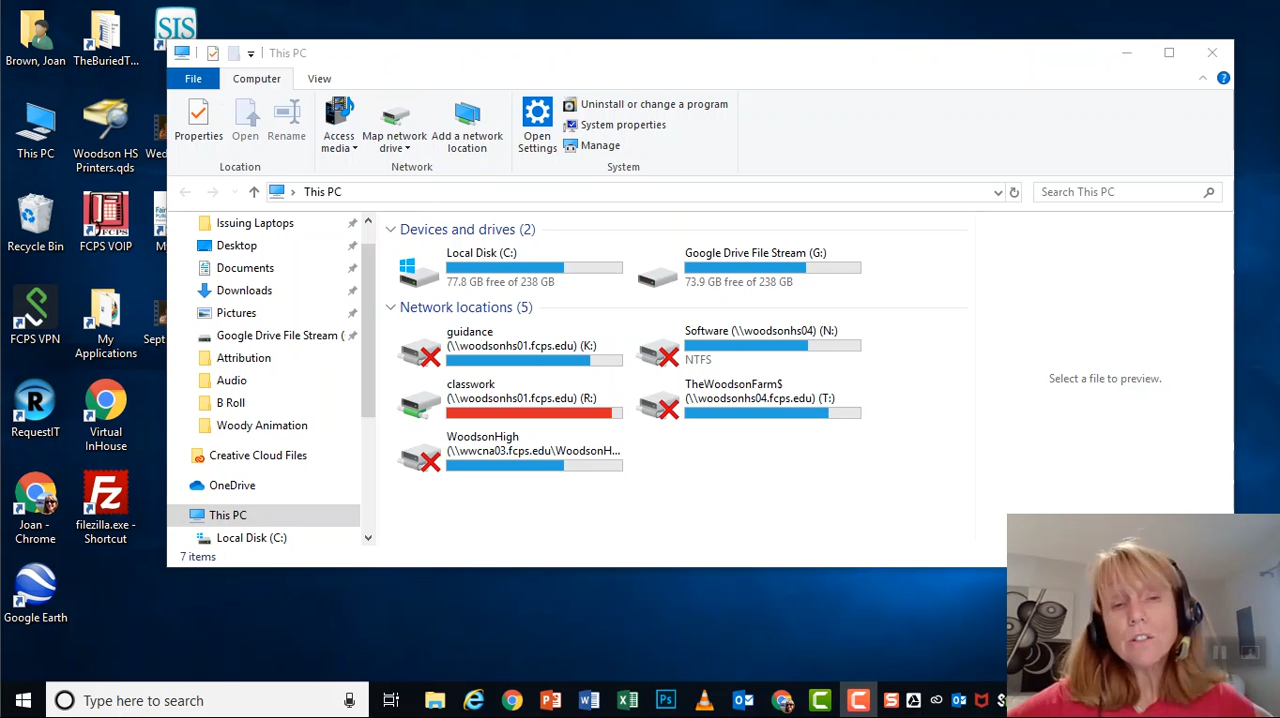 SIS
Brown, Joan
TheBuriedT...
This PC
Woodson HS
Printers.qds
Recycle Bin
FCPS VOIP
FCPS VPN
My
Applications
Sept
RequestIT
Virtual
InHouse
Joan -
Chrome
filezilla.exe -
Shortcut
Google Earth
This PC
File
Computer
View
Properties
Open
Rename
Location
Access
media
Map network
drive
Add a network
location
Network
Open
Settings
Uninstall or change a program
System properties
Manage
System
This PC
Search This PC
Issuing Laptops
Desktop
Documents
Downloads
Pictures
Google Drive File Stream (
Attribution
Audio
B Roll
Woody Animation
Creative Cloud Files
OneDrive
This PC
Local Disk (C:)
Devices and drives (2)
Local Disk (C:)
77.8 GB free of 238 GB
Google Drive File Stream (G:)
73.9 GB free of 238 GB
Network locations (5)
guidance
(\\woodsonhs01.fcps.edu) (K:)
Software (\\woodsonhs04) (N:)
NTFS
classwork
(\\woodsonhs01.fcps.edu) (R:)
TheWoodsonFarm$
(\\woodsonhs04.fcps.edu) (T:)
WoodsonHigh
(\\wwcna03.fcps.edu\WoodsonH...
Select a file to preview.
7 items
Type here to search